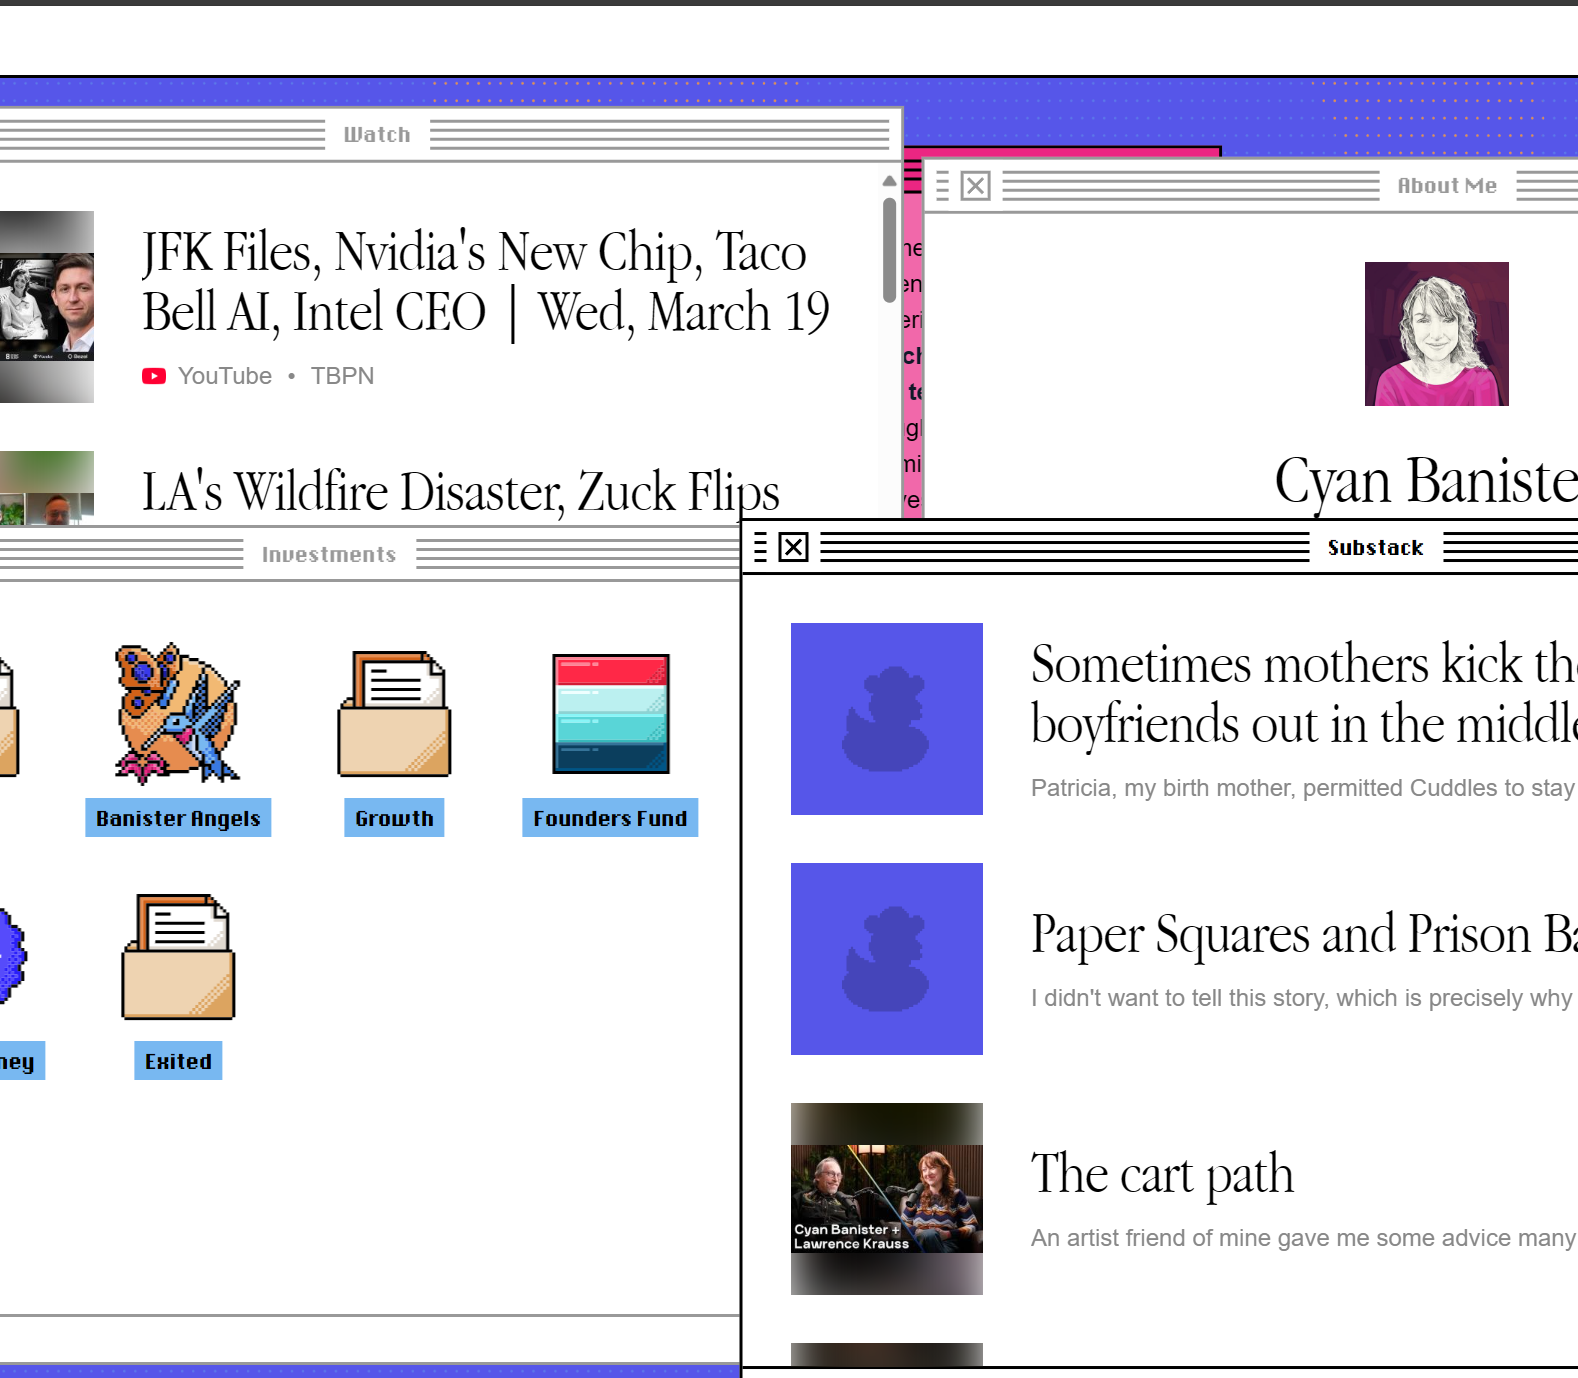 Watch
JFK Files, Nvidia's New Chip, Taco
Bell AI, Intel CEO | Wed, March 19
YouTube • TBPN
LA's Wildfire Disaster, Zuck Flips
About Me
Cyan Baniste
Investments
Banister Angels
Growth
Founders Fund
ney
Exited
Substack
Sometimes mothers kick the
boyfriends out in the middle
Patricia, my birth mother, permitted Cuddles to stay
Paper Squares and Prison Ba
I didn't want to tell this story, which is precisely why
Cyan Banister +
Lawrence Krauss
The cart path
An artist friend of mine gave me some advice many